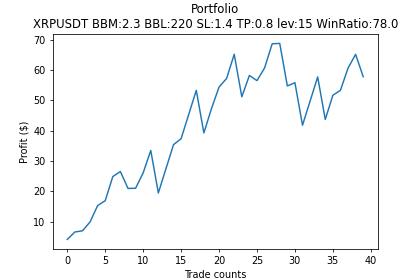 Portfolio
XRPUSDT BBM:2.3 BBL:220 SL:1.4 TP:0.8 lev:15 WinRatio:78.0
70
60
50
40
30
20
10
Profit ($)
0 5 10 15 20 25 30 35 40
Trade counts